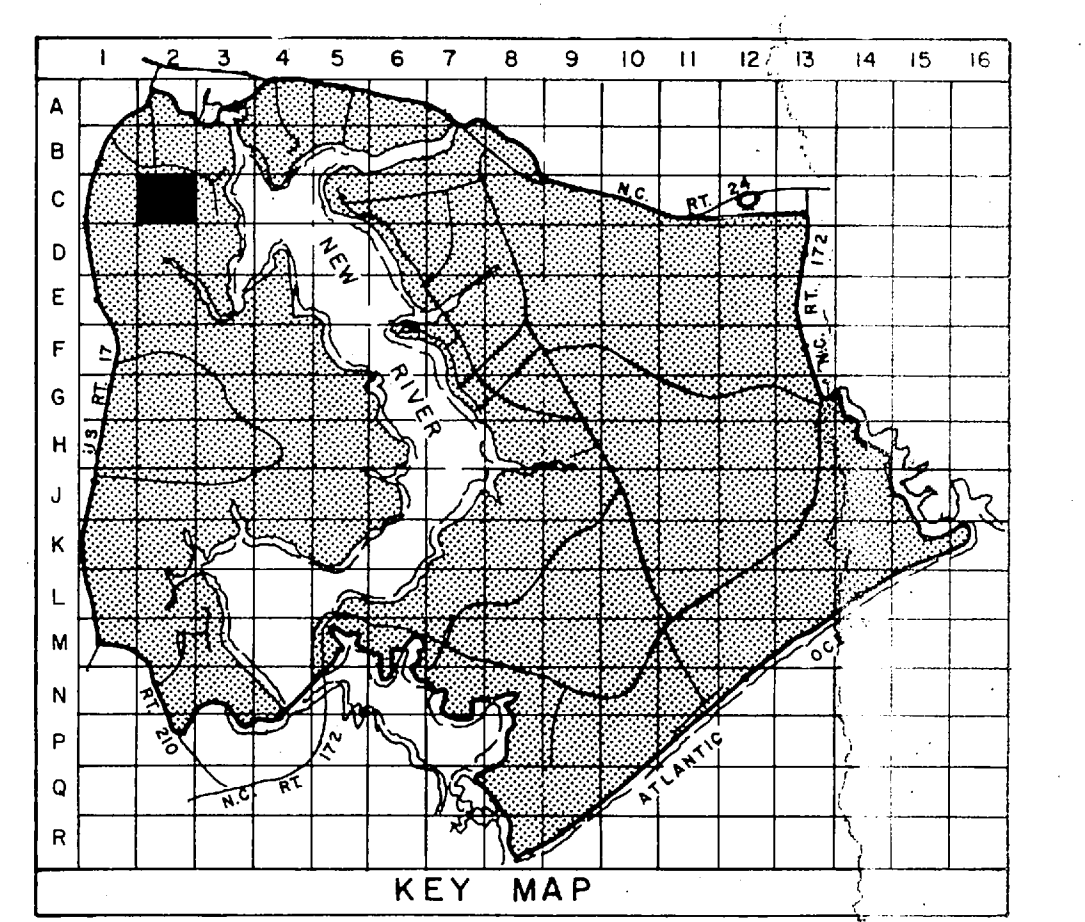 1 2 3 4 5 6 7 8 9 10 11 12 13 15 16
A
B
C
D
E
F
G
H
J
K
L
M
N
P
Q
R
N.C. RT. 24
N.C. RT. 172
NEW RIVER
US RT. 17
RT. 210
N.C. RT. 172
ATLANTIC OC
KEY MAP